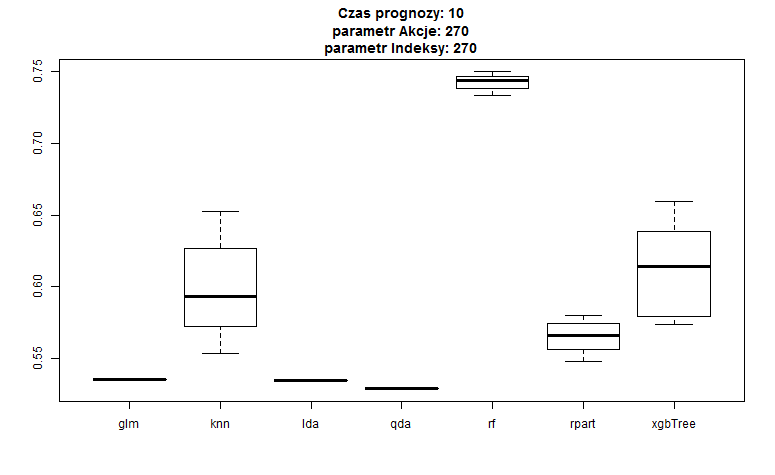 Czas prognozy: 10
parametr Akcje: 270
parametr Indeksy: 270
0.75
0.70
0.65
0.60
0.55
glm knn lda qda rf rpart xgbTree